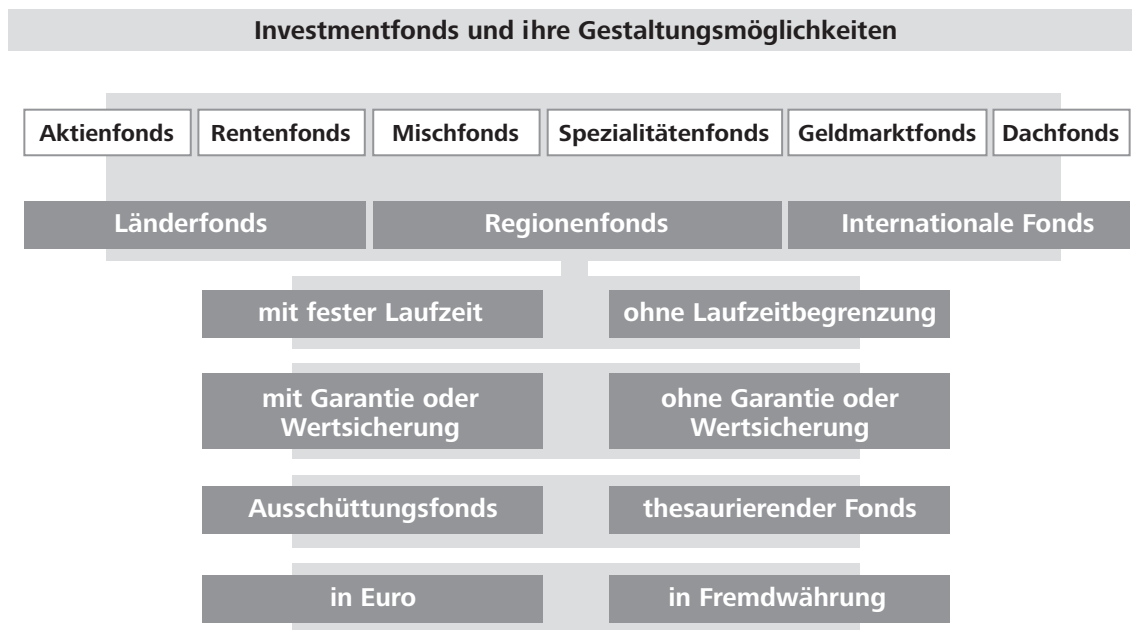 Investmentfonds und ihre Gestaltungsmöglichkeiten
Aktienfonds
Rentenfonds
Mischfonds
Spezialitätenfonds
Geldmarktfonds
Dachfonds
Länderfonds
Regionenfonds
Internationale Fonds
mit fester Laufzeit
ohne Laufzeitbegrenzung
mit Garantie oder
Wertsicherung
ohne Garantie oder
Wertsicherung
Ausschüttungsfonds
thesaurierender Fonds
in Euro
in Fremdwährung